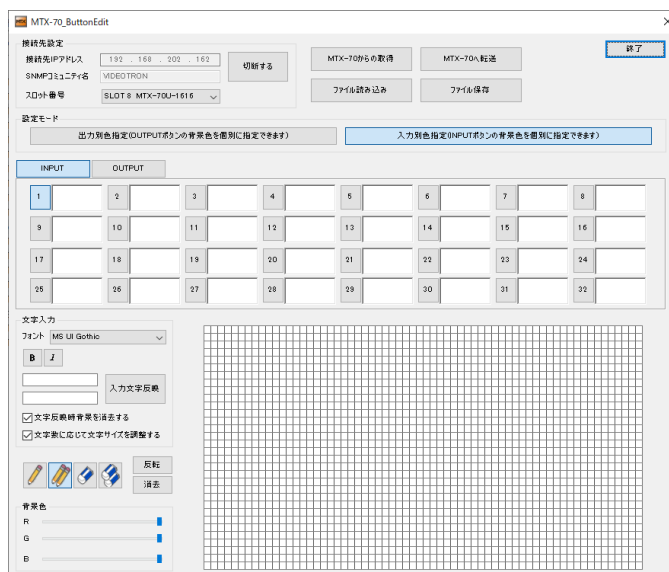 MTX-70_ButtonEdit
接続先設定
接続先IPアドレス 192 . 168 . 202 . 162
SNMPコミュニティ名 VIDEOTRON
スロット番号 SLOT8 MTX-70U-1616
切断する
MTX-70からの取得 MTX-70へ転送
ファイル読み込み ファイル保存
終了
設定モード
出力別色指定(OUTPUTボタンの背景色を個別に指定できます) 入力別色指定(INPUTボタンの背景色を個別に指定できます)
INPUT OUTPUT
1 2 3 4 5 6 7 8
9 10 11 12 13 14 15 16
17 18 19 20 21 22 23 24
25 26 27 28 29 30 31 32
文字入力
フォント MS UI Gothic
B I
入力文字反映
文字反映時背景を消去する
文字数に応じて文字サイズを調整する
反転
消去
背景色
R
G
B